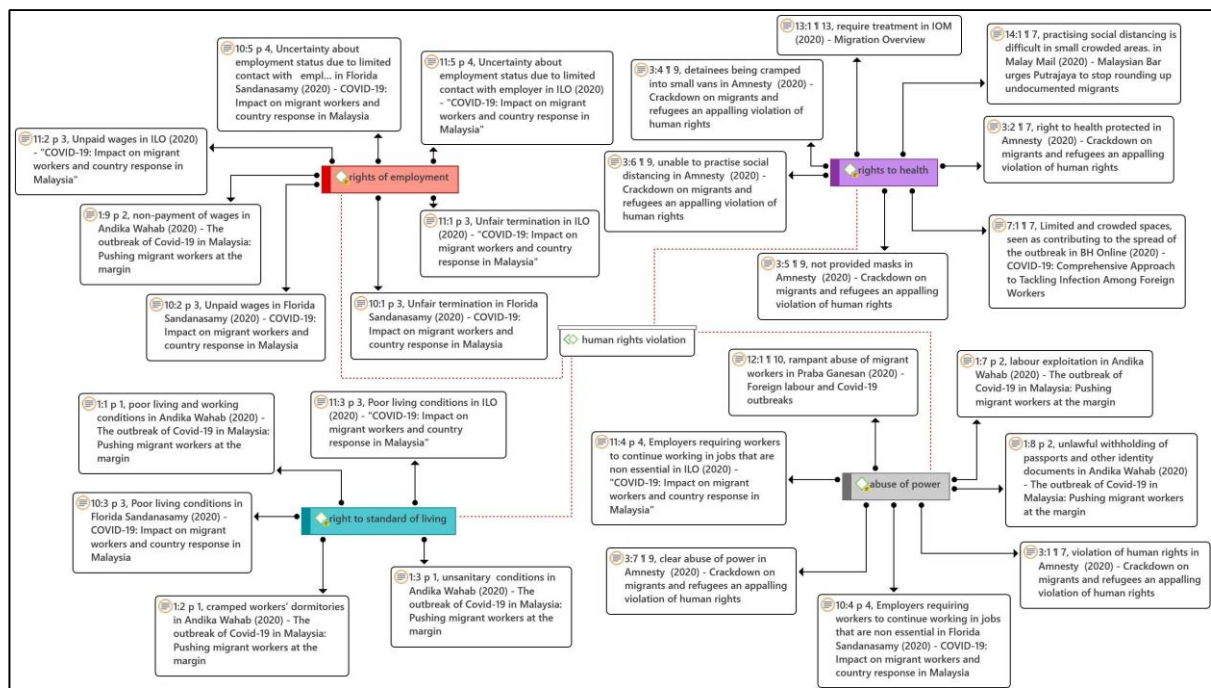 10:5 p 4, Uncertainty about
employment status due to limited
contact with empl... in Florida
Sandanasamy (2020) - COVID-19:
Impact on migrant workers and
country response in Malaysia
11:5 p 4, Uncertainty about
employment status due to limited
contact with employer in ILO (2020)
- "COVID-19: Impact on migrant
workers and country response in
Malaysia"
11:2 p 3, Unpaid wages in ILO (2020)
- "COVID-19: Impact on migrant
workers and country response in
Malaysia"
rights of employment
1:9 p 2, non-payment of wages in
Andika Wahab (2020) - The
outbreak of Covid-19 in Malaysia:
Pushing migrant workers at the
margin
11:1 p 3, Unfair termination in ILO
(2020) - "COVID-19: Impact on
migrant workers and country
response in Malaysia"
10:2 p 3, Unpaid wages in Florida
Sandanasamy (2020) - COVID-19:
Impact on migrant workers and
country response in Malaysia
10:1 p 3, Unfair termination in Florida
Sandanasamy (2020) - COVID-19:
Impact on migrant workers and
country response in Malaysia
13:1 ¶ 13, require treatment in IOM
(2020) - Migration Overview
14:1 ¶ 7, practising social distancing is
difficult in small crowded areas. in
Malay Mail (2020) - Malaysian Bar
urges Putrajaya to stop rounding up
undocumented migrants
3:4 ¶ 9, detainees being cramped
into small vans in Amnesty (2020) -
Crackdown on migrants and
refugees an appalling violation of
human rights
3:2 ¶ 7, right to health protected in
Amnesty (2020) - Crackdown on
migrants and refugees an appalling
violation of human rights
3:6 ¶ 9, unable to practise social
distancing in Amnesty (2020) -
Crackdown on migrants and
refugees an appalling violation of
human rights
rights to health
7:1 ¶ 7, Limited and crowded spaces,
seen as contributing to the spread of
the outbreak in BH Online (2020) -
COVID-19: Comprehensive Approach
to Tackling Infection Among Foreign
Workers
3:5 ¶ 9, not provided masks in
Amnesty (2020) - Crackdown on
migrants and refugees an appalling
violation of human rights
human rights violation
1:1 p 1, poor living and working
conditions in Andika Wahab (2020) -
The outbreak of Covid-19 in
Malaysia: Pushing migrant workers
at the margin
11:3 p 3, Poor living conditions in ILO
(2020) - "COVID-19: Impact on
migrant workers and country
response in Malaysia"
10:3 p 3, Poor living conditions in
Florida Sandanasamy (2020) -
COVID-19: Impact on migrant
workers and country response in
Malaysia
right to standard of living
1:2 p 1, cramped workers' dormitories
in Andika Wahab (2020) - The
outbreak of Covid-19 in Malaysia:
Pushing migrant workers at the
margin
1:3 p 1, unsanitary conditions in
Andika Wahab (2020) - The
outbreak of Covid-19 in Malaysia:
Pushing migrant workers at the
margin
12:1 ¶ 10, rampant abuse of migrant
workers in Praba Ganesan (2020) -
Foreign labour and Covid-19
outbreaks
1:7 p 2, labour exploitation in Andika
Wahab (2020) - The outbreak of
Covid-19 in Malaysia: Pushing
migrant workers at the margin
11:4 p 4, Employers requiring workers
to continue working in jobs that are
non essential in ILO (2020) -
"COVID-19: Impact on migrant
workers and country response in
Malaysia"
abuse of power
1:8 p 2, unlawful withholding of
passports and other identity
documents in Andika Wahab (2020)
- The outbreak of Covid-19 in
Malaysia: Pushing migrant workers
at the margin
3:7 ¶ 9, clear abuse of power in
Amnesty (2020) - Crackdown on
migrants and refugees an appalling
violation of human rights
3:1 ¶ 7, violation of human rights in
Amnesty (2020) - Crackdown on
migrants and refugees an appalling
violation of human rights
10:4 p 4, Employers requiring
workers to continue working in jobs
that are non essential in Florida
Sandanasamy (2020) - COVID-19:
Impact on migrant workers and
country response in Malaysia